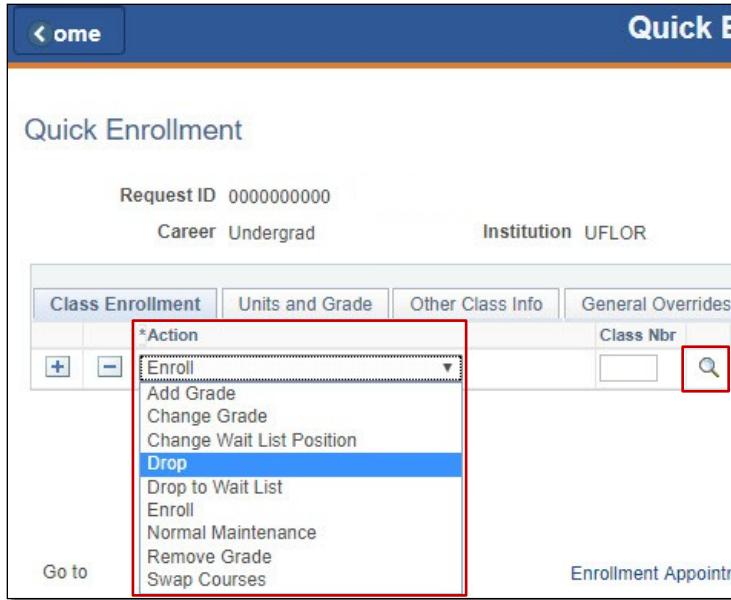 ome
Quick E
Quick Enrollment
Request ID 0000000000
Career Undergrad Institution UFLOR
Class Enrollment Units and Grade Other Class Info General Overrides
*Action Class Nbr
Enroll
Add Grade
Change Grade
Change Wait List Position
Drop
Drop to Wait List
Enroll
Normal Maintenance
Remove Grade
Swap Courses
Go to Enrollment Appointr